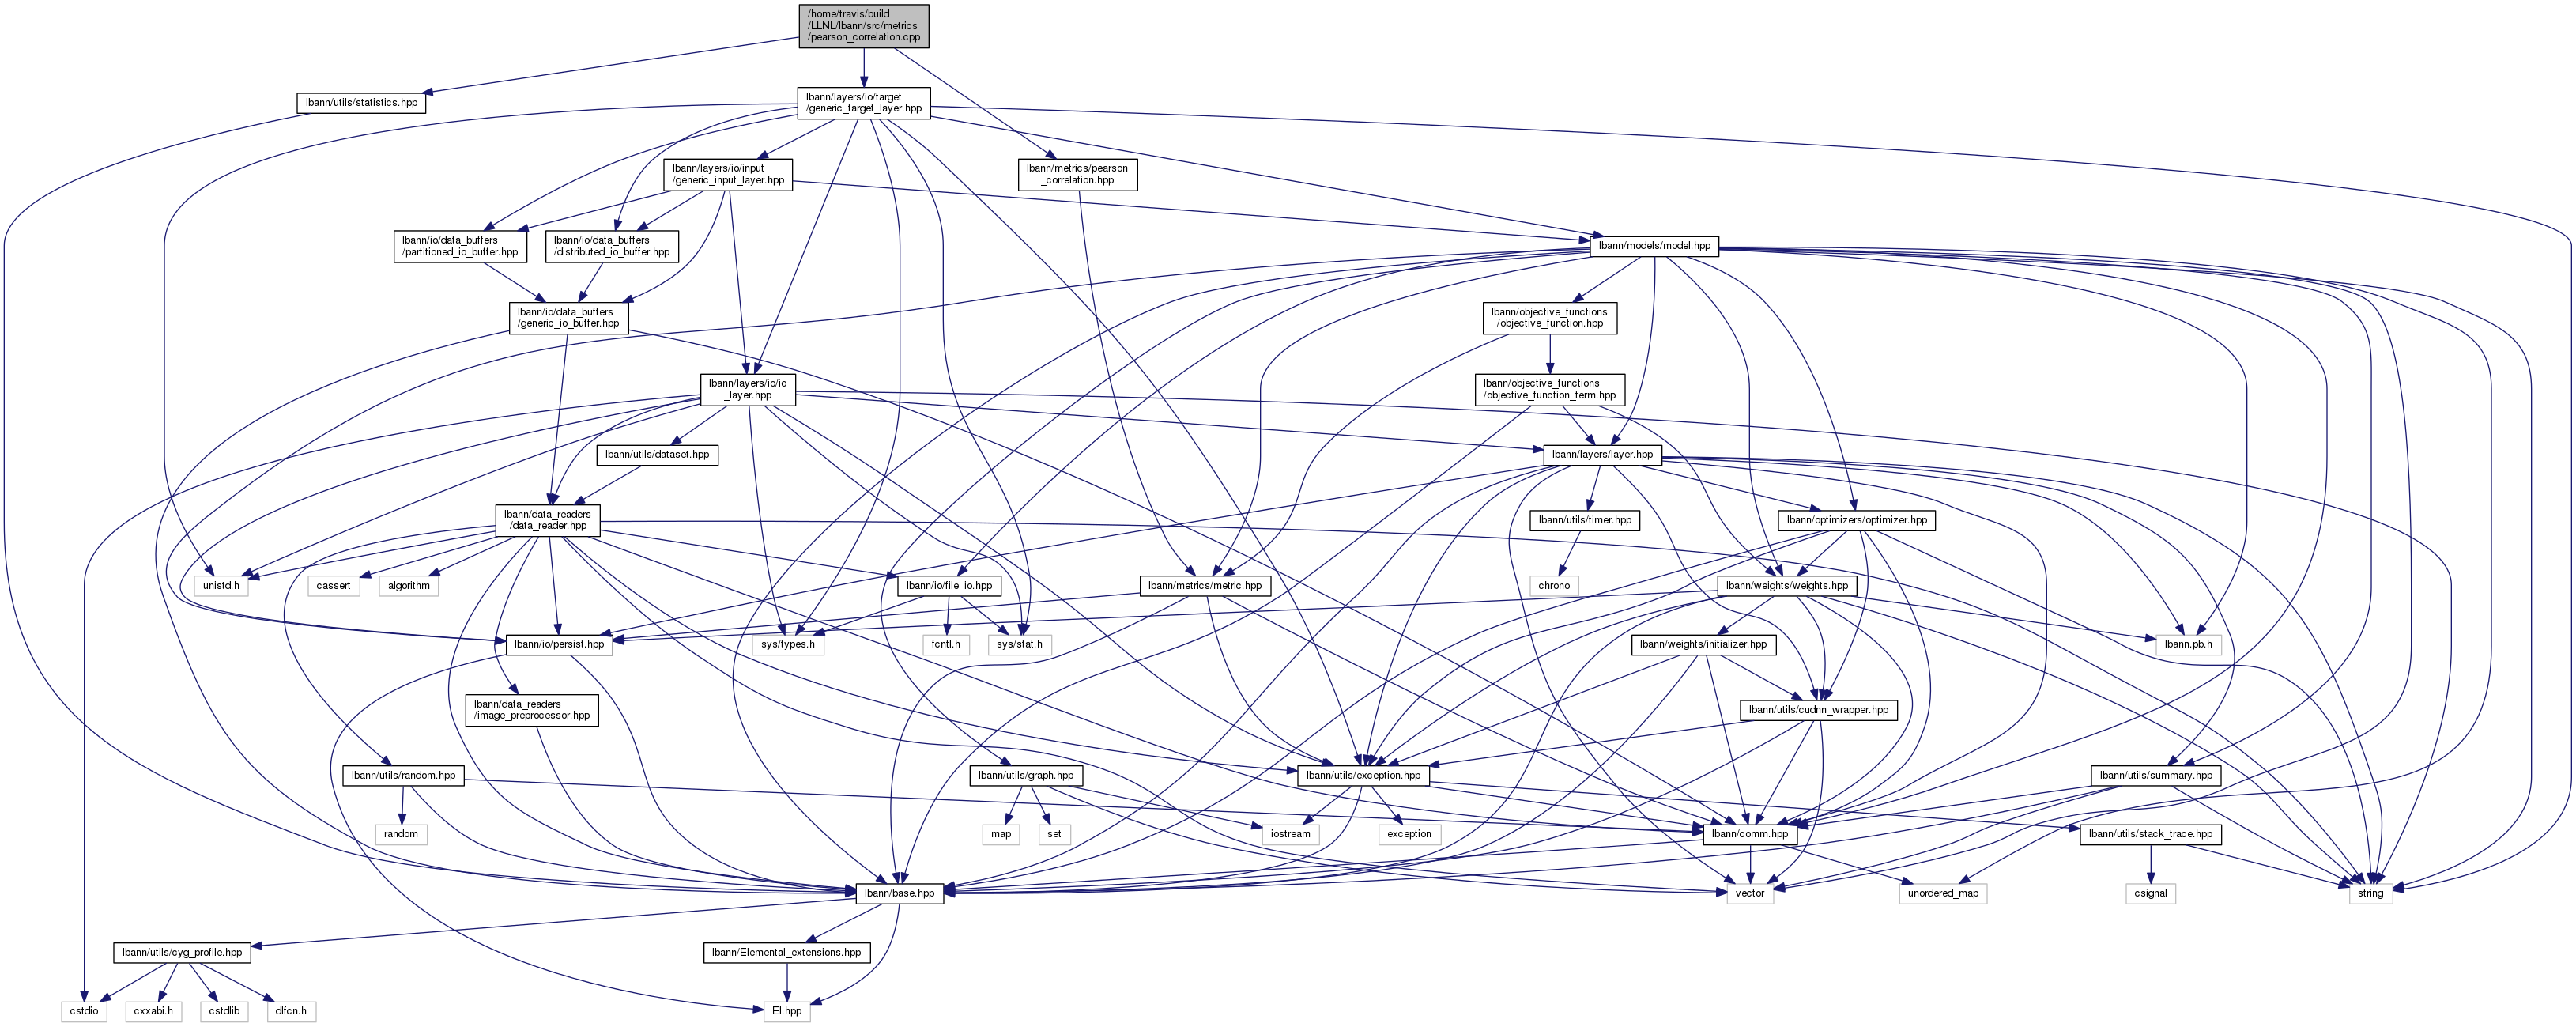 /home/travis/build
/LLNL/lbann/src/metrics
/pearson_correlation.cpp
lbann/utils/statistics.hpp
lbann/layers/io/target
/generic_target_layer.hpp
lbann/layers/io/input
/generic_input_layer.hpp
lbann/metrics/pearson
_correlation.hpp
lbann/io/data_buffers
/partitioned_io_buffer.hpp
lbann/io/data_buffers
/distributed_io_buffer.hpp
lbann/models/model.hpp
lbann/io/data_buffers
/generic_io_buffer.hpp
lbann/objective_functions
/objective_function.hpp
lbann/layers/io/io
_layer.hpp
lbann/objective_functions
/objective_function_term.hpp
lbann/utils/dataset.hpp
lbann/layers/layer.hpp
lbann/data_readers
/data_reader.hpp
lbann/utils/timer.hpp
lbann/optimizers/optimizer.hpp
unistd.h
cassert
algorithm
lbann/io/file_io.hpp
lbann/metrics/metric.hpp
chrono
lbann/weights/weights.hpp
lbann/io/persist.hpp
sys/types.h
fcntl.h
sys/stat.h
lbann/weights/initializer.hpp
lbann.pb.h
lbann/data_readers
/image_preprocessor.hpp
lbann/utils/cudnn_wrapper.hpp
lbann/utils/random.hpp
lbann/utils/graph.hpp
lbann/utils/exception.hpp
lbann/utils/summary.hpp
random
map
set
iostream
exception
lbann/comm.hpp
lbann/utils/stack_trace.hpp
lbann/base.hpp
vector
unordered_map
csignal
string
lbann/utils/cyg_profile.hpp
lbann/Elemental_extensions.hpp
cstdio
cxxabi.h
cstdlib
dlfcn.h
El.hpp